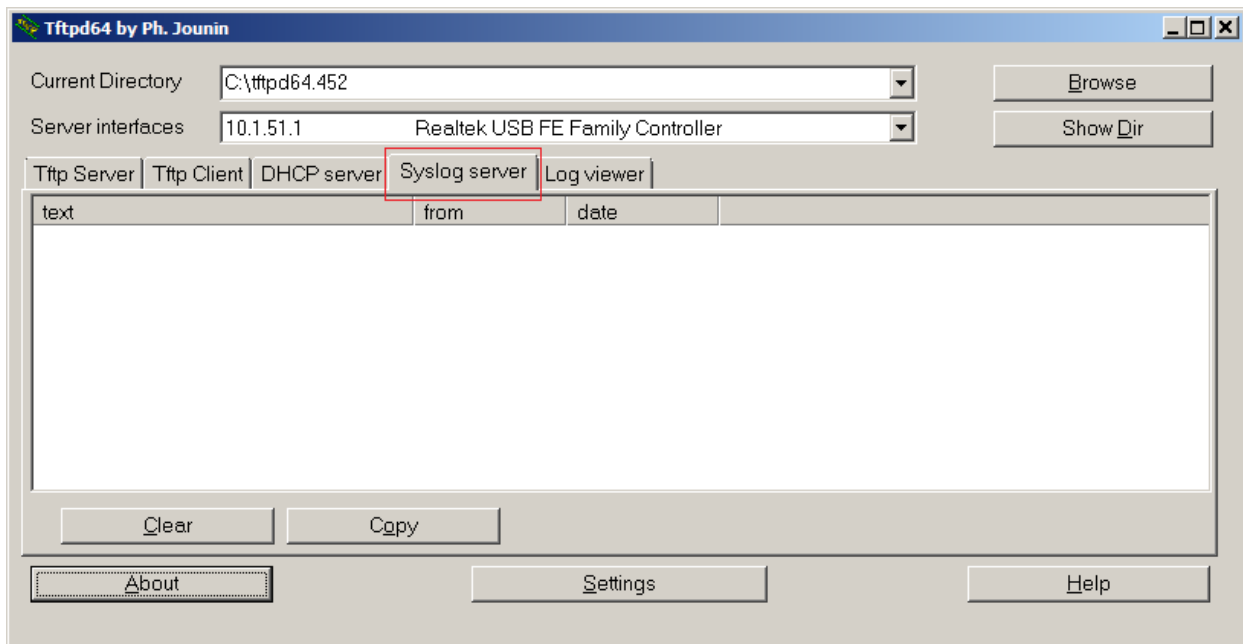 Tftpd64 by Ph. Jounin
Current Directory C:\tftpd64.452 Browse
Server interfaces 10.1.51.1 Realtek USB FE Family Controller Show Dir
Tftp Server Tftp Client DHCP server Syslog server Log viewer
text from date
Clear Copy
About Settings Help